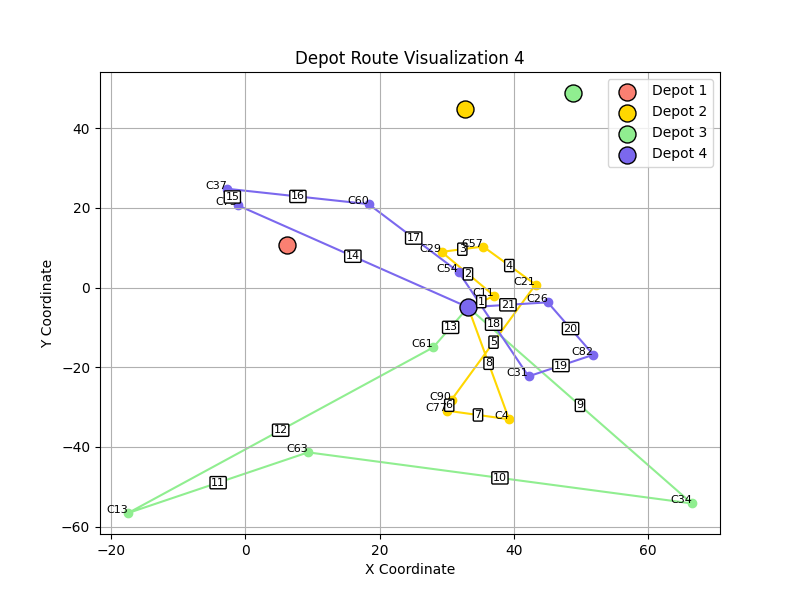 Depot Route Visualization 4
Depot 1
Depot 2
Depot 3
Depot 4
Y Coordinate
40
20
0
−20
−40
−60
C37
15
16
C60
17
14
C29
3
C57
4
C54
2
C21
C11
1
21
C26
13
18
20
C61
5
C82
8
19
C31
C90
6
9
C77
7
C4
12
C63
11
10
C34
C13
−20
0
20
40
60
X Coordinate